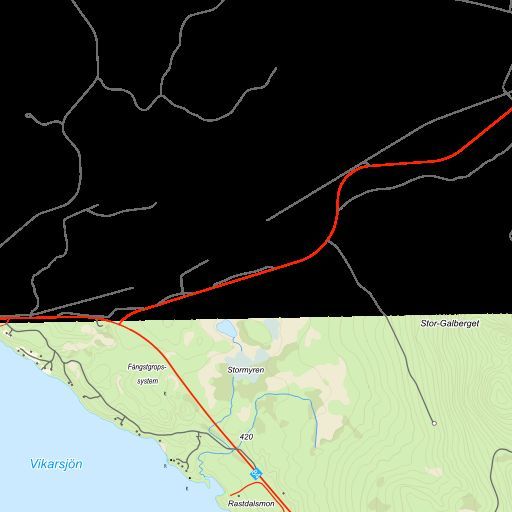 Stor-Galberget
Fångstgrops-
system
Stormyren
420
Vikarsjön
Rastdalsmon
R
R
R
R